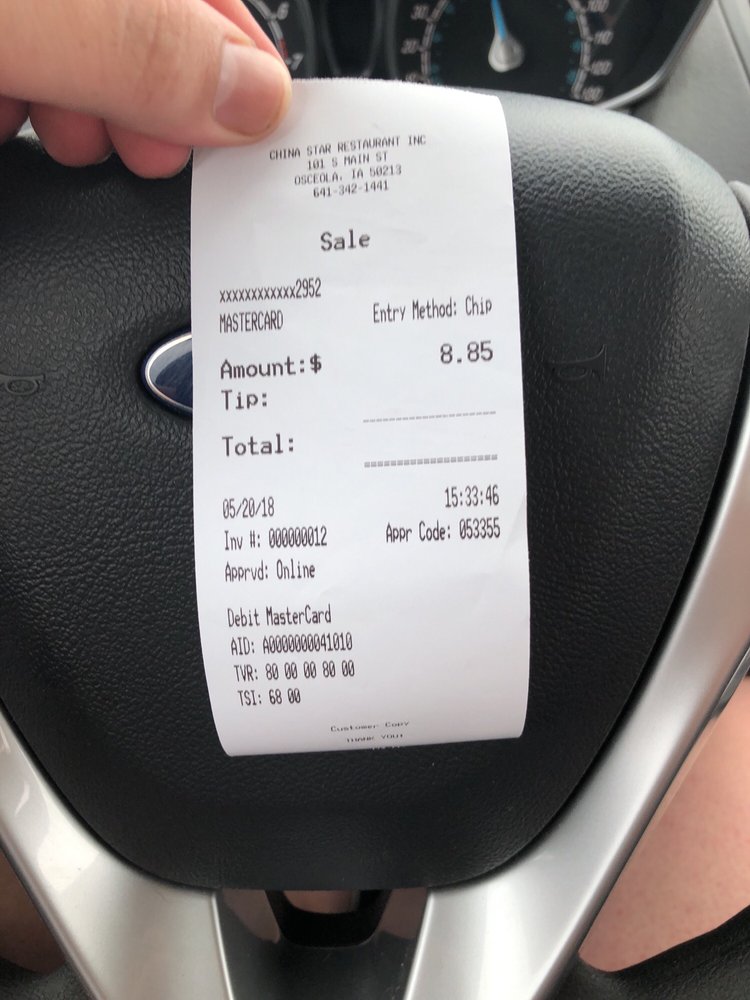 CHINA STAR RESTAURANT INC
101 S MAIN ST
OSCEOLA, IA 50213
641-342-1441
Sale
xxxxxxxxxxxx2952
MASTERCARD Entry Method: Chip
Amount:$ 8.85
Tip:
Total:
05/20/18 15:33:46
Inv #: 000000012 Appr Code: 053355
Apprvd: Online
Debit MasterCard
AID: A0000000041010
TVR: 80 00 00 80 00
TSI: 68 00
Customer Copy
THANK YOU!